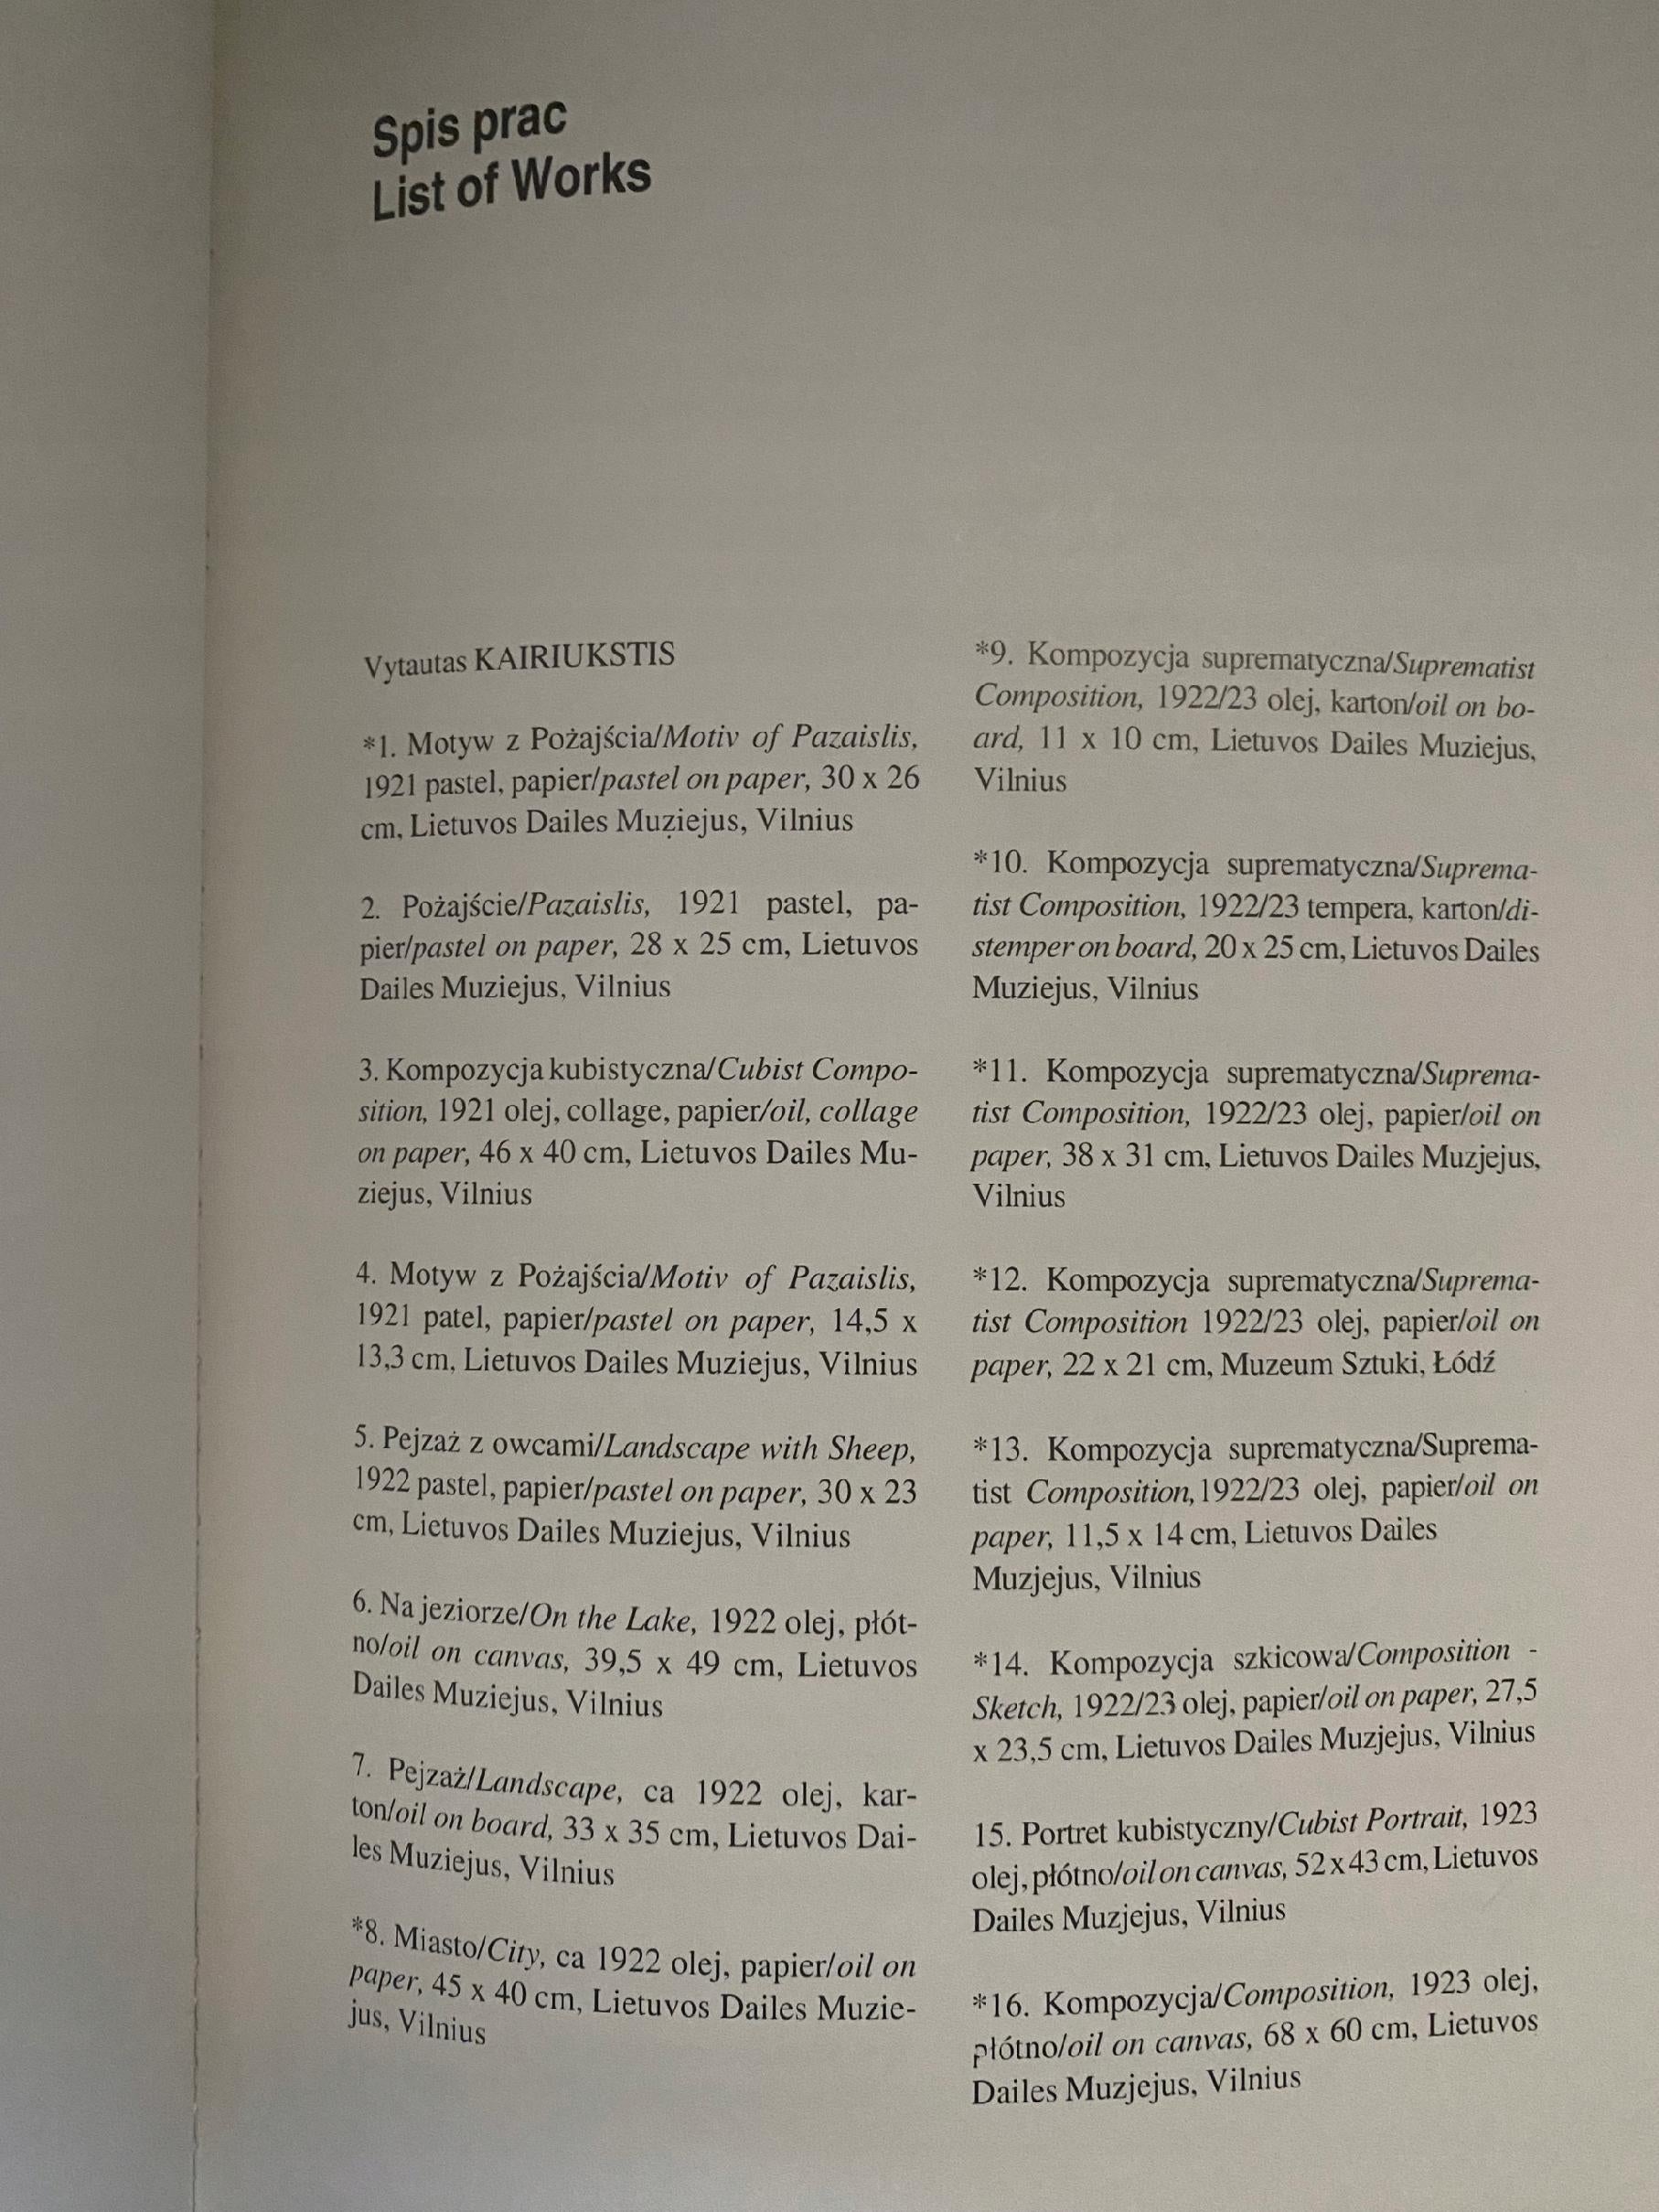 Spis prac
List of Works
Vytautas KAIRIUKSTIS
*1. Motyw z Pożajścia/Motiv of Pazaislis,
1921 pastel, papier/pastel on paper, 30 x 26
cm, Lietuvos Dailes Muziejus, Vilnius
2. Pożajście/Pazaislis, 1921 pastel, pa-
pier/pastel on paper, 28 x 25 cm, Lietuvos
Dailes Muziejus, Vilnius
3. Kompozycja kubistyczna/Cubist Compo-
sition, 1921 olej, collage, papier/oil, collage
on paper, 46 x 40 cm, Lietuvos Dailes Mu-
ziejus, Vilnius
4. Motyw z Pożajścia/Motiv of Pazaislis,
1921 patel, papier/pastel on paper, 14,5 x
13,3 cm, Lietuvos Dailes Muziejus, Vilnius
5. Pejzaż z owcami/Landscape with Sheep,
1922 pastel, papier/pastel on paper, 30 x 23
cm, Lietuvos Dailes Muziejus, Vilnius
6. Na jeziorze/On the Lake, 1922 olej, płót-
no/oil on canvas, 39,5 x 49 cm, Lietuvos
Dailes Muziejus, Vilnius
7. Pejzaż/Landscape, ca 1922 olej, kar-
ton/oil on board, 33 x 35 cm, Lietuvos Dai-
les Muziejus, Vilnius
*8. Miasto/City, ca 1922 olej, papier/oil on
paper, 45 x 40 cm, Lietuvos Dailes Muzie-
jus, Vilnius
*9. Kompozycja suprematyczna/Suprematist
Composition, 1922/23 olej, karton/oil on bo-
ard, 11 x 10 cm, Lietuvos Dailes Muziejus,
Vilnius
*10. Kompozycja suprematyczna/Suprema-
tist Composition, 1922/23 tempera, karton/di-
stemper on board, 20 x 25 cm, Lietuvos Dailes
Muziejus, Vilnius
*11. Kompozycja suprematyczna/Suprema-
tist Composition, 1922/23 olej, papier/oil on
paper, 38 x 31 cm, Lietuvos Dailes Muzjejus,
Vilnius
*12. Kompozycja suprematyczna/Suprema-
tist Composition 1922/23 olej, papier/oil on
paper, 22 x 21 cm, Muzeum Sztuki, Łódź
*13. Kompozycja suprematyczna/Suprema-
tist Composition, 1922/23 olej, papier/oil on
paper, 11,5 x 14 cm, Lietuvos Dailes
Muzjejus, Vilnius
*14. Kompozycja szkicowa/Composition -
Sketch, 1922/23 olej, papier/oil on paper, 27,5
x 23,5 cm, Lietuvos Dailes Muzjejus, Vilnius
15. Portret kubistyczny/Cubist Portrait, 1923
olej, płótno/oil on canvas, 52 x 43 cm, Lietuvos
Dailes Muzjejus, Vilnius
*16. Kompozycja/Composition, 1923 olej,
płótno/oil on canvas, 68 x 60 cm, Lietuvos
Dailes Muzjejus, Vilnius